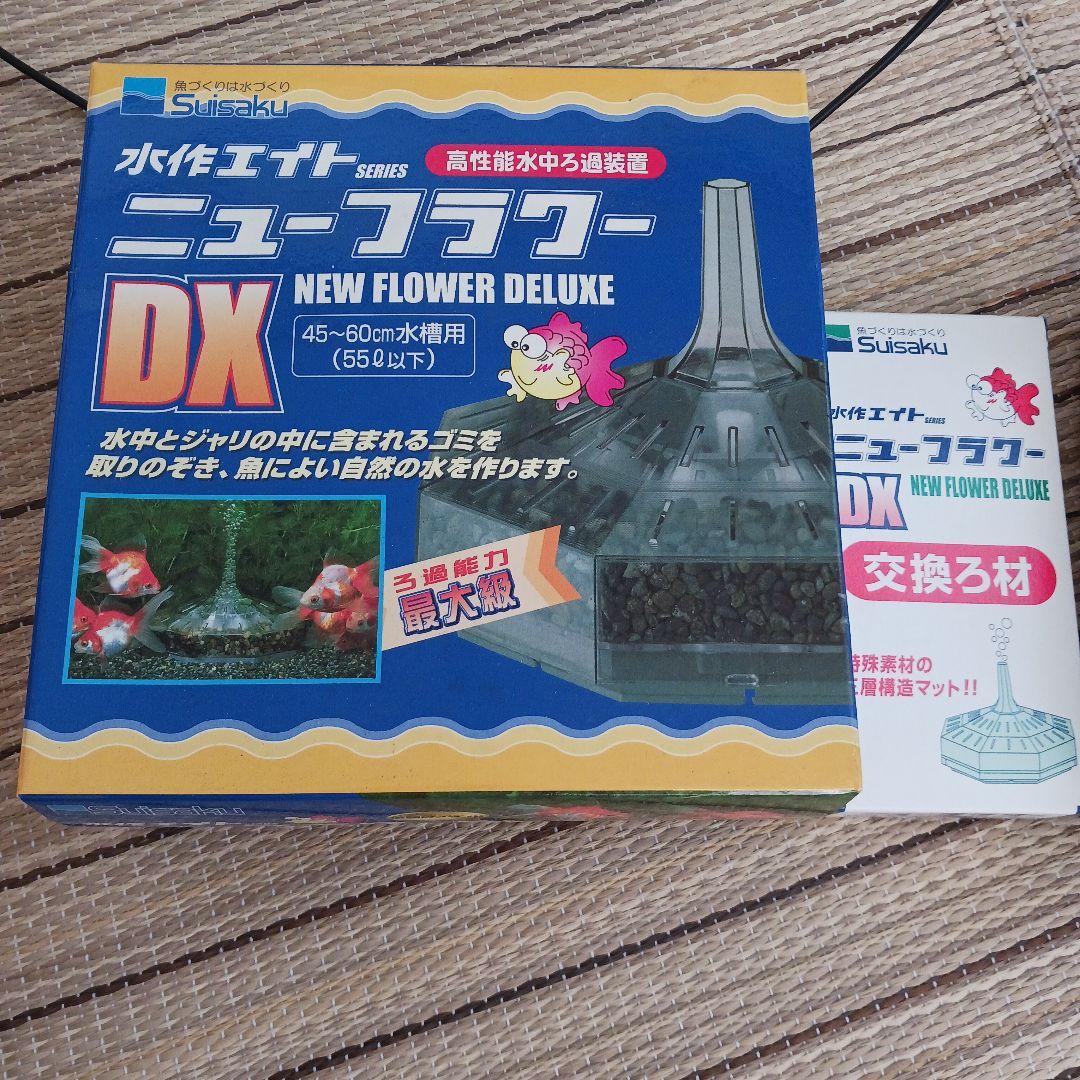 魚づくりは水づくり
Suisaku
水作エイト SERIES
高性能水中ろ過装置
ニューフラワー
DX
NEW FLOWER DELUXE
45~60cm水槽用
(55ℓ以下)
水中とジャリの中に含まれるゴミを
取りのぞき、魚によい自然の水を作ります。
ろ過能力
最大級
Suisaku
魚づくりは水づくり
Suisaku
水作エイト SERIES
ニューフラワー
DX
NEW FLOWER DELUXE
交換ろ材
特殊素材の
三層構造マット!!